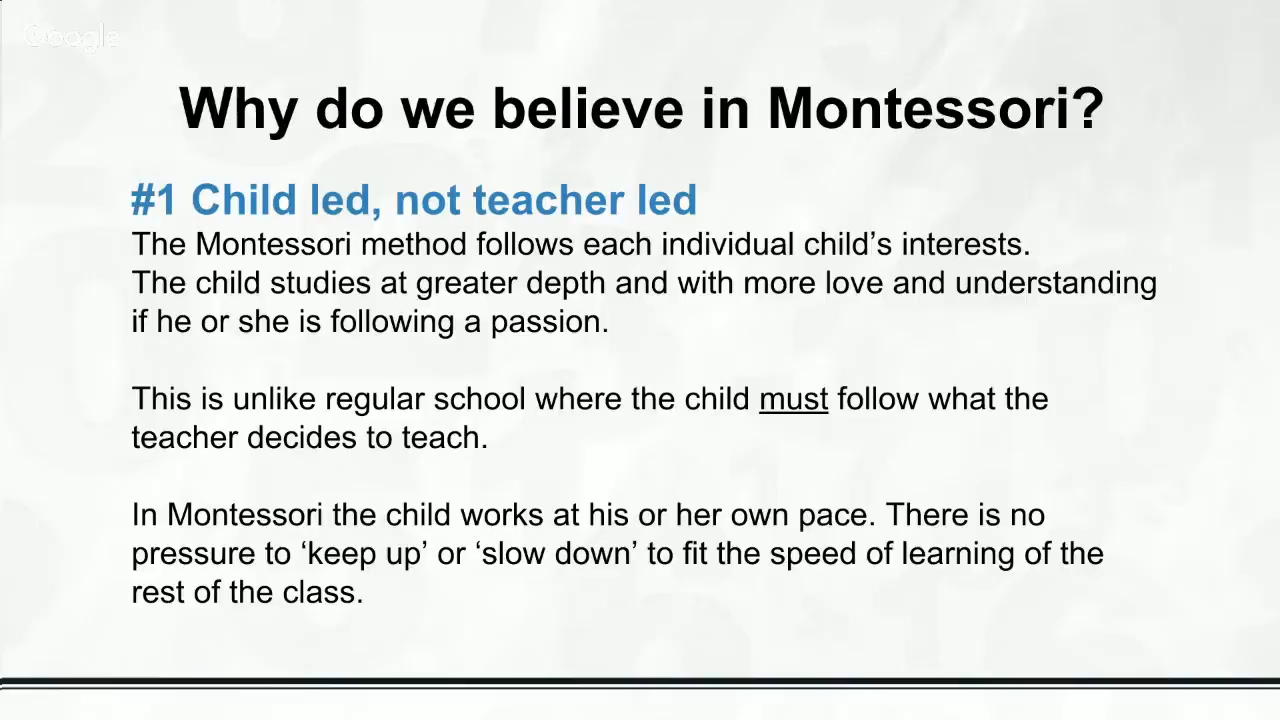 Google
Why do we believe in Montessori?
#1 Child led, not teacher led
The Montessori method follows each individual child’s interests.
The child studies at greater depth and with more love and understanding
if he or she is following a passion.
This is unlike regular school where the child must follow what the
teacher decides to teach.
In Montessori the child works at his or her own pace. There is no
pressure to ‘keep up’ or ‘slow down’ to fit the speed of learning of the
rest of the class.